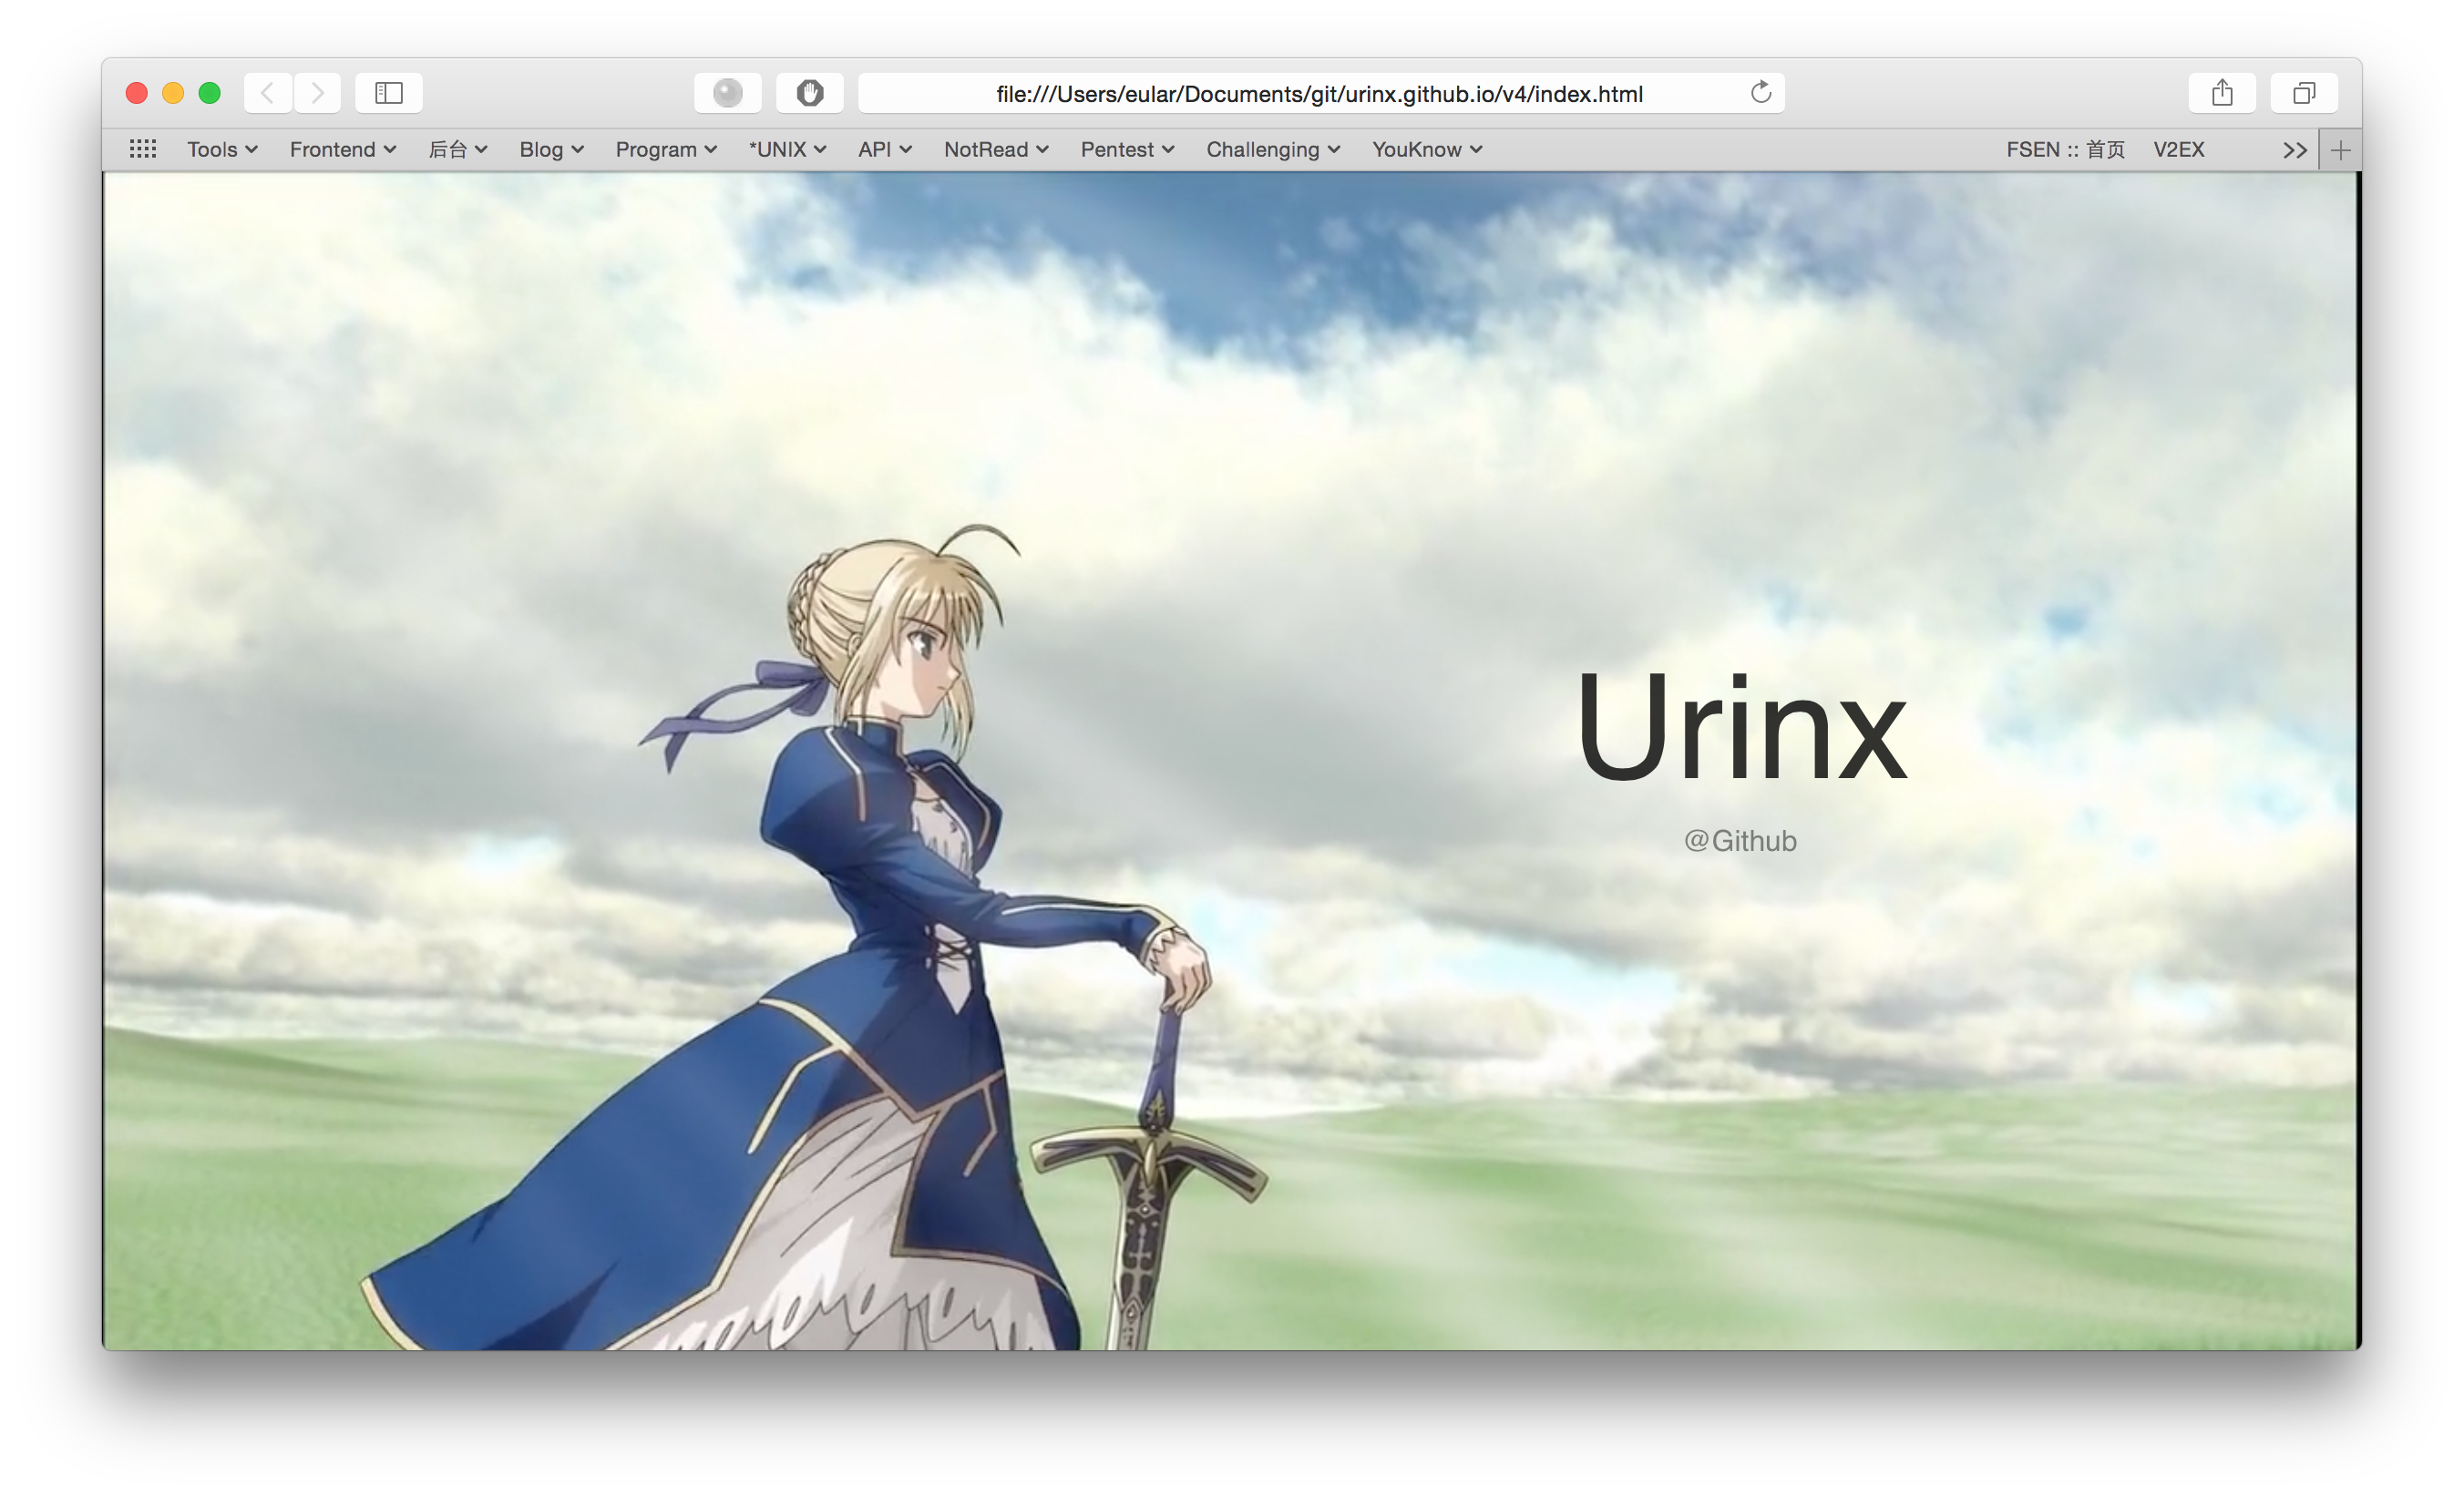 file:///Users/eular/Documents/git/urinx.github.io/v4/index.html
Tools Frontend 后台 Blog Program *UNIX API NotRead Pentest Challenging YouKnow FSEN :: 首页 V2EX
Urinx
@Github